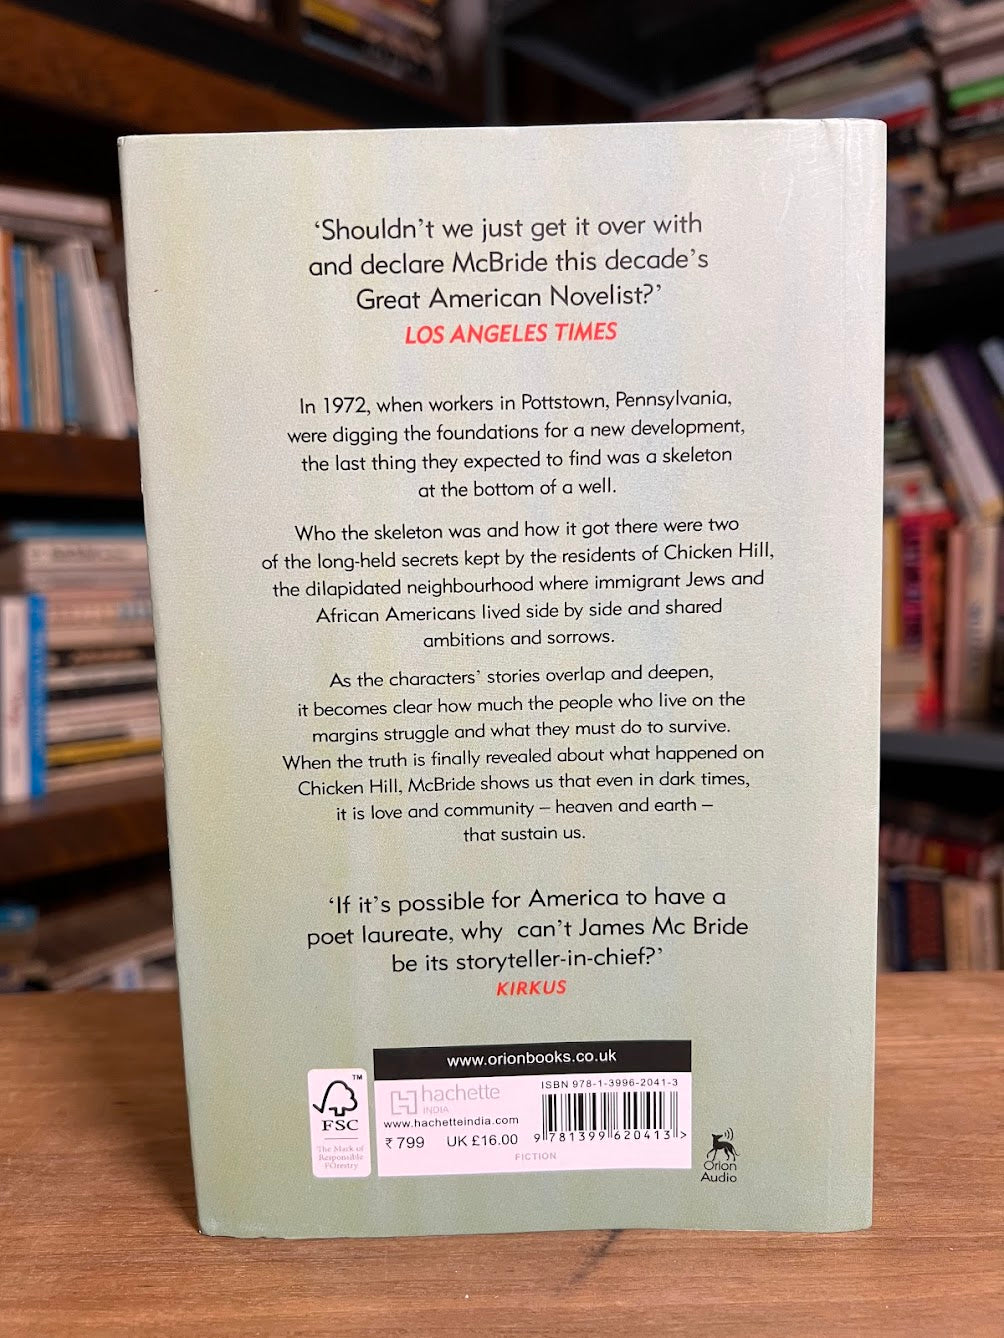 ‘Shouldn’t we just get it over with
and declare McBride this decade’s
Great American Novelist?’
LOS ANGELES TIMES
In 1972, when workers in Pottstown, Pennsylvania,
were digging the foundations for a new development,
the last thing they expected to find was a skeleton
at the bottom of a well.
Who the skeleton was and how it got there were two
of the long-held secrets kept by the residents of Chicken Hill,
the dilapidated neighbourhood where immigrant Jews and
African Americans lived side by side and shared
ambitions and sorrows.
As the characters’ stories overlap and deepen,
it becomes clear how much the people who live on the
margins struggle and what they must do to survive.
When the truth is finally revealed about what happened on
Chicken Hill, McBride shows us that even in dark times,
it is love and community – heaven and earth –
that sustain us.
‘If it’s possible for America to have a
poet laureate, why can’t James Mc Bride
be its storyteller-in-chief?’
KIRKUS
www.orionbooks.co.uk
TM
FSC
The Mark of
Responsible
FOrestry
hachette
INDIA
www.hachetteindia.com
₹ 799 UK £16.00
ISBN 978-1-3996-2041-3
9 781399 620413 >
FICTION
Orion
Audio